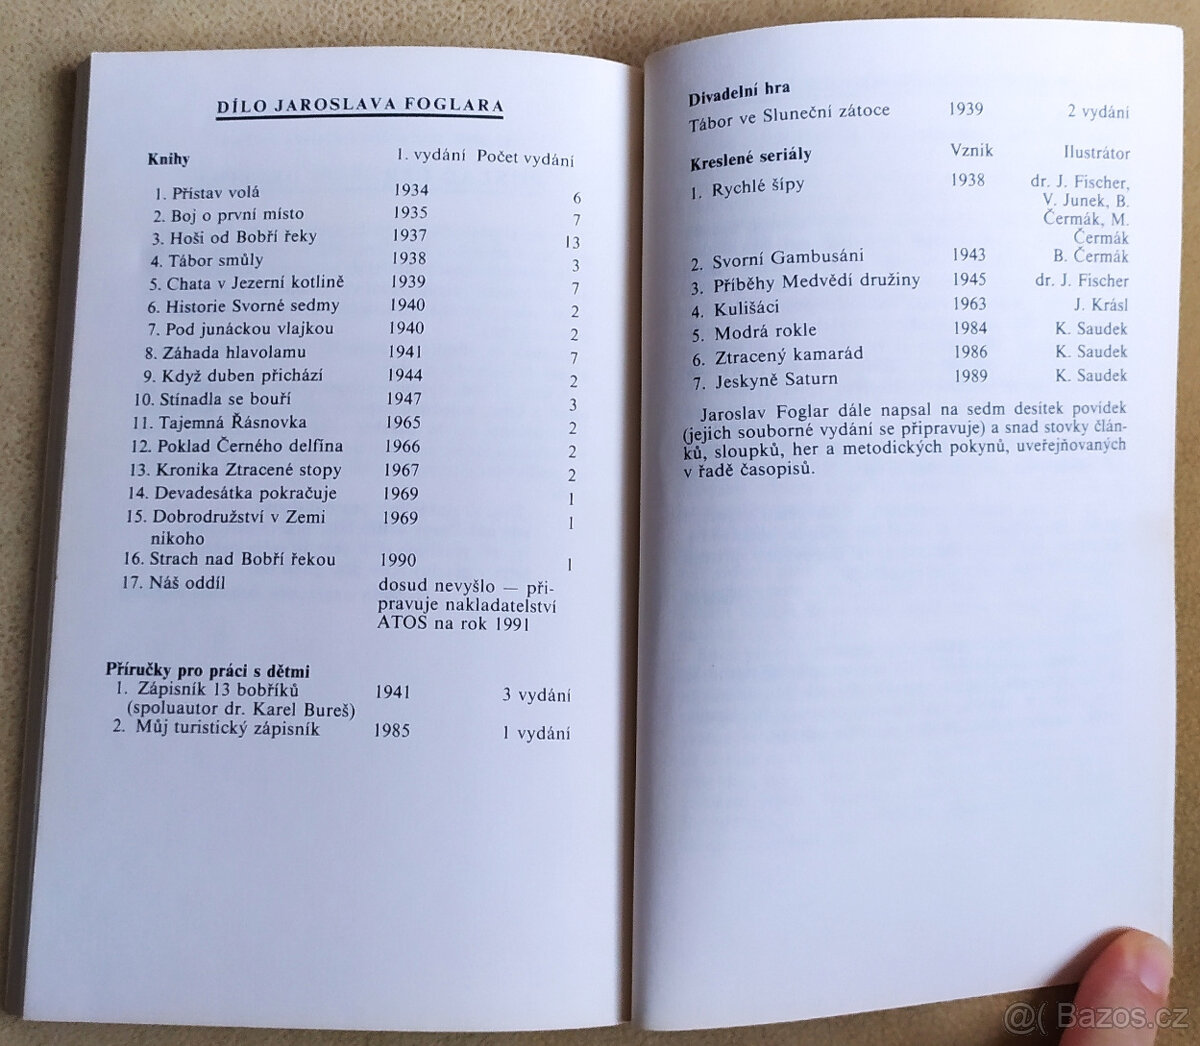 DÍLO JAROSLAVA FOGLARA
Knihy 1. vydání Počet vydání
1. Přístav volá 1934 6
2. Boj o první místo 1935 7
3. Hoši od Bobří řeky 1937 13
4. Tábor smůly 1938 3
5. Chata v Jezerní kotlině 1939 7
6. Historie Svorné sedmy 1940 2
7. Pod junáckou vlajkou 1940 2
8. Záhada hlavolamu 1941 7
9. Když duben přichází 1944 2
10. Stínadla se bouří 1947 3
11. Tajemná Řásnovka 1965 2
12. Poklad Černého delfína 1966 2
13. Kronika Ztracené stopy 1967 2
14. Devadesátka pokračuje 1969 1
15. Dobrodružství v Zemi 1969 1
nikoho
16. Strach nad Bobří řekou 1990 1
17. Náš oddíl dosud nevyšlo — při-
pravuje nakladatelství
ATOS na rok 1991
Příručky pro práci s dětmi
1. Zápisník 13 bobříků 1941 3 vydání
(spoluautor dr. Karel Bureš)
2. Můj turistický zápisník 1985 1 vydání
Divadelní hra
Tábor ve Sluneční zátoce 1939 2 vydání
Kreslené seriály Vznik Ilustrátor
1. Rychlé šípy 1938 dr. J. Fischer,
V. Junek, B.
Čermák, M.
Čermák
2. Svorní Gambusáni 1943 B. Čermák
3. Příběhy Medvědí družiny 1945 dr. J. Fischer
4. Kulišáci 1963 J. Krásl
5. Modrá rokle 1984 K. Saudek
6. Ztracený kamarád 1986 K. Saudek
7. Jeskyně Saturn 1989 K. Saudek
Jaroslav Foglar dále napsal na sedm desítek povídek
(jejich souborné vydání se připravuje) a snad stovky člán-
ků, sloupků, her a metodických pokynů, uveřejňovaných
v řadě časopisů.
@( Bazos.cz